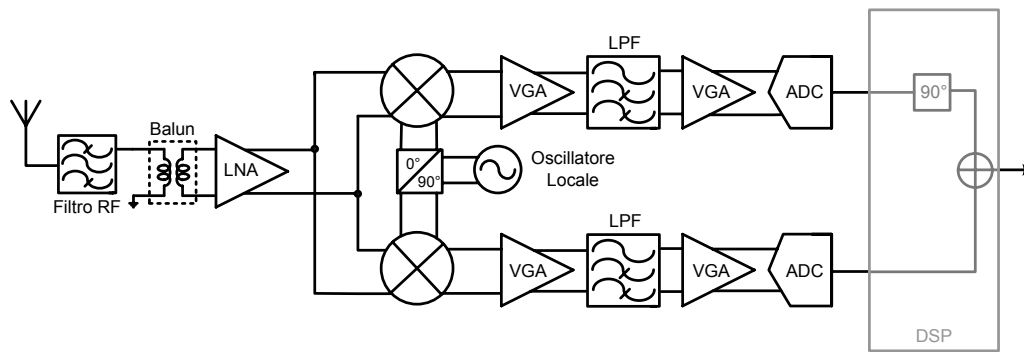 LPF
VGA
VGA
ADC
90°
Balun
LNA
0°
90°
Oscillatore
Locale
Filtro RF
LPF
VGA
VGA
ADC
DSP